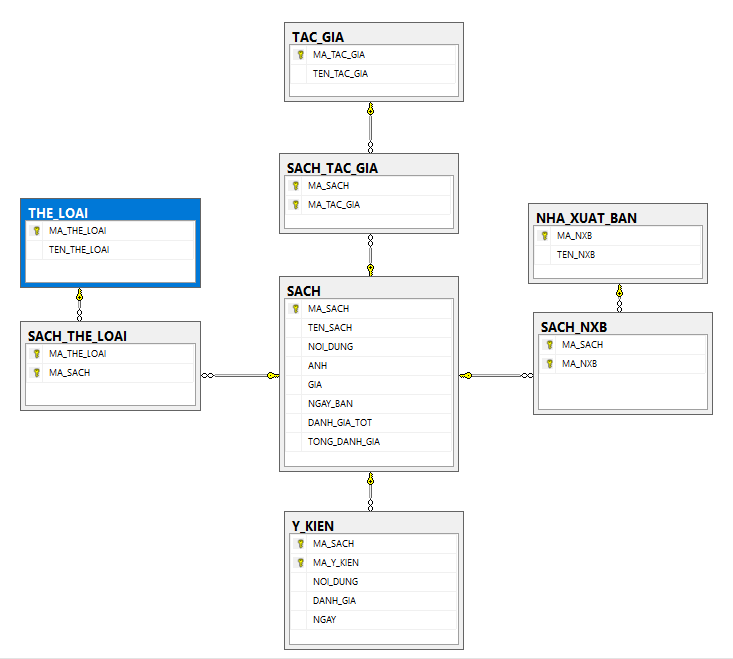 TAC_GIA
MA_TAC_GIA
TEN_TAC_GIA
SACH_TAC_GIA
MA_SACH
MA_TAC_GIA
THE_LOAI
MA_THE_LOAI
TEN_THE_LOAI
NHA_XUAT_BAN
MA_NXB
TEN_NXB
SACH
MA_SACH
TEN_SACH
NOI_DUNG
ANH
GIA
NGAY_BAN
DANH_GIA_TOT
TONG_DANH_GIA
SACH_THE_LOAI
MA_THE_LOAI
MA_SACH
SACH_NXB
MA_SACH
MA_NXB
Y_KIEN
MA_SACH
MA_Y_KIEN
NOI_DUNG
DANH_GIA
NGAY